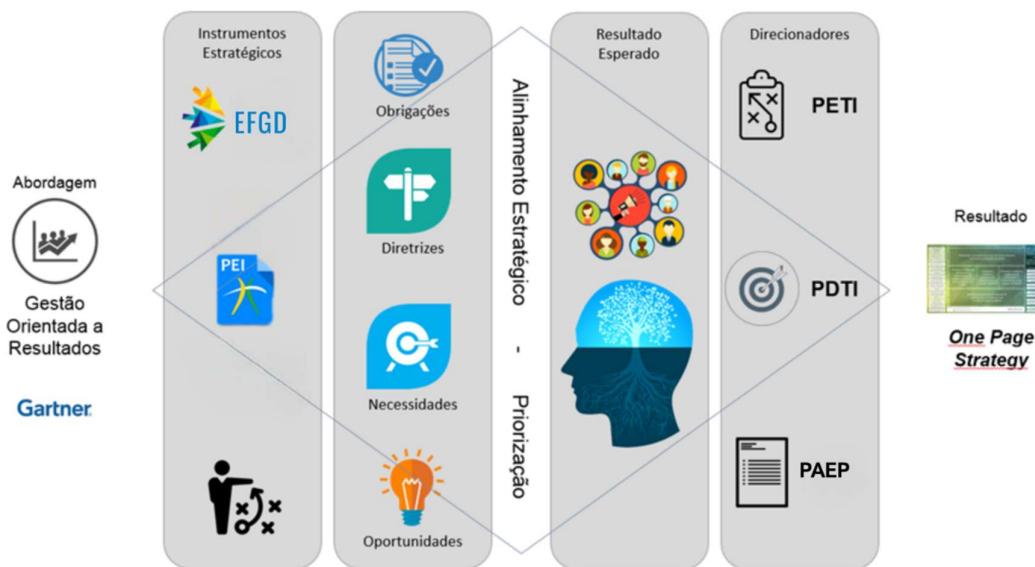 Abordagem
Gestão
Orientada a
Resultados
Gartner
Instrumentos
Estratégicos
EFGD
PEI
Obrigações
Diretrizes
Necessidades
Oportunidades
Alinhamento Estratégico - Priorização
Resultado
Esperado
Direcionadores
PETI
PDTI
PAEP
Resultado
One Page
Strategy